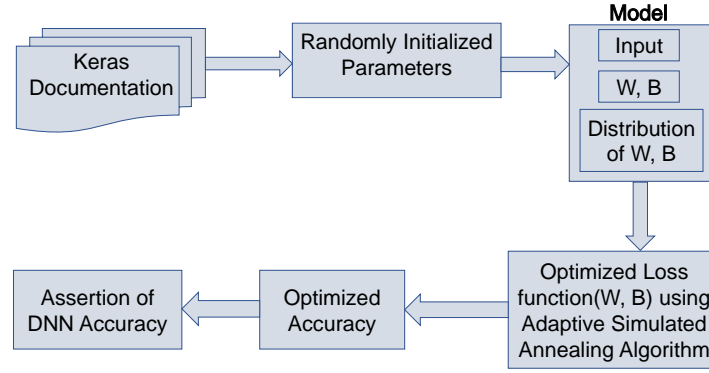 Keras
Documentation
Randomly Initialized
Parameters
Model
Input
W, B
Distribution
of W, B
Optimized Loss
function(W, B) using
Adaptive Simulated
Annealing Algorithm
Optimized
Accuracy
Assertion of
DNN Accuracy